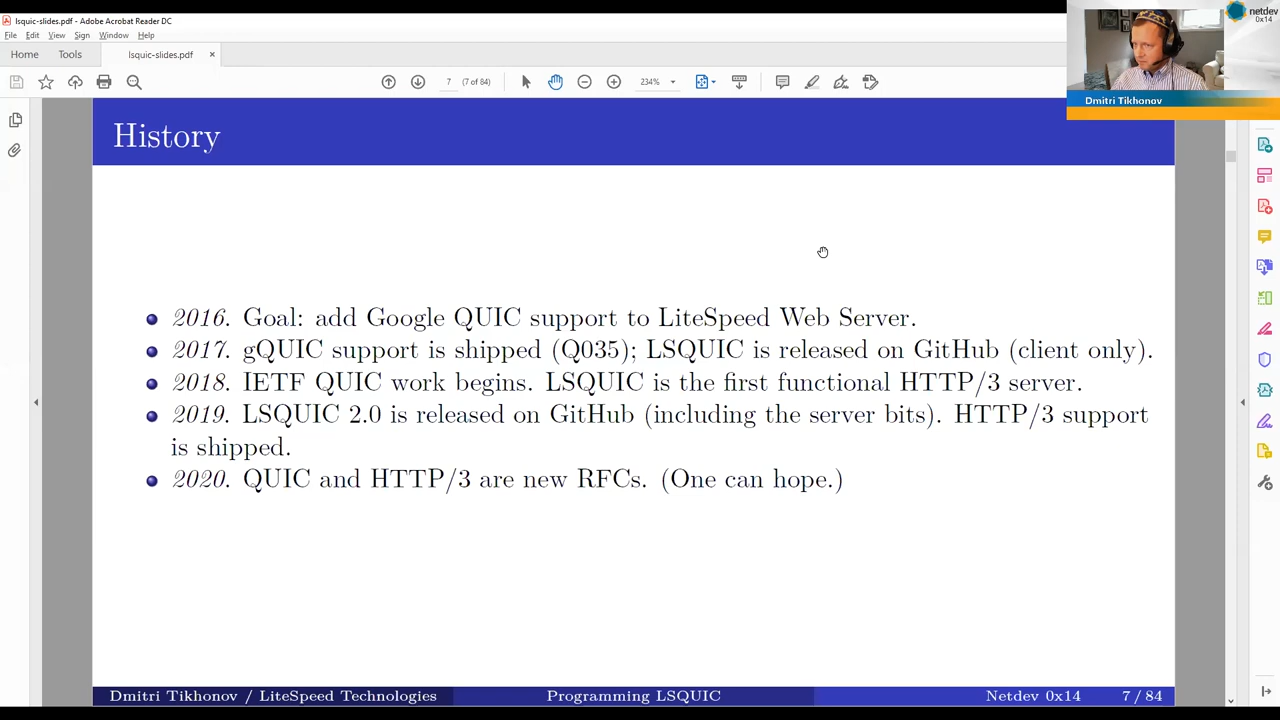 lsquic-slides.pdf - Adobe Acrobat Reader DC
File Edit View Sign Window Help
Home Tools lsquic-slides.pdf ×
7 (7 of 84) 234%
netdev
0x14
Dmitri Tikhonov
History
2016. Goal: add Google QUIC support to LiteSpeed Web Server.
2017. gQUIC support is shipped (Q035); LSQUIC is released on GitHub (client only).
2018. IETF QUIC work begins. LSQUIC is the first functional HTTP/3 server.
2019. LSQUIC 2.0 is released on GitHub (including the server bits). HTTP/3 support
is shipped.
2020. QUIC and HTTP/3 are new RFCs. (One can hope.)
Dmitri Tikhonov / LiteSpeed Technologies Programming LSQUIC Netdev 0x14 7 / 84